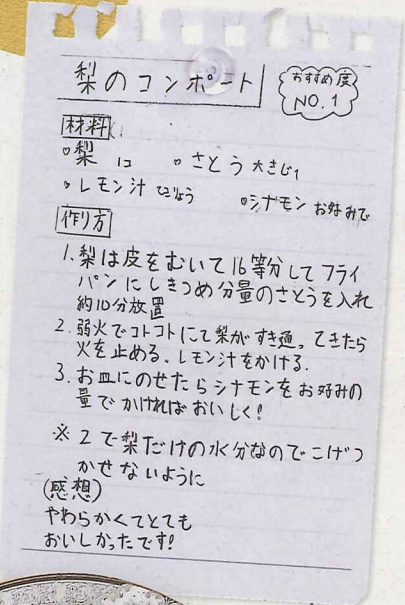 梨のコンポート
おすすめ度
NO.1
材料
◦梨 1コ ◦さとう 大さじ1
◦レモン汁 てきりょう ◦シナモン お好みで
作り方
1.梨は皮をむいて16等分してフライ
パンにしきつめ分量のさとうを入れ
約10分放置
2.弱火でコトコトにて梨がすき通ってきたら
火を止める。レモン汁をかける.
3.お皿にのせたらシナモンをお好みの
量でかければおいしく!
※2で梨だけの水分なのでこげつ
かせないように
(感想)
やわらかくてとても
おいしかったです!